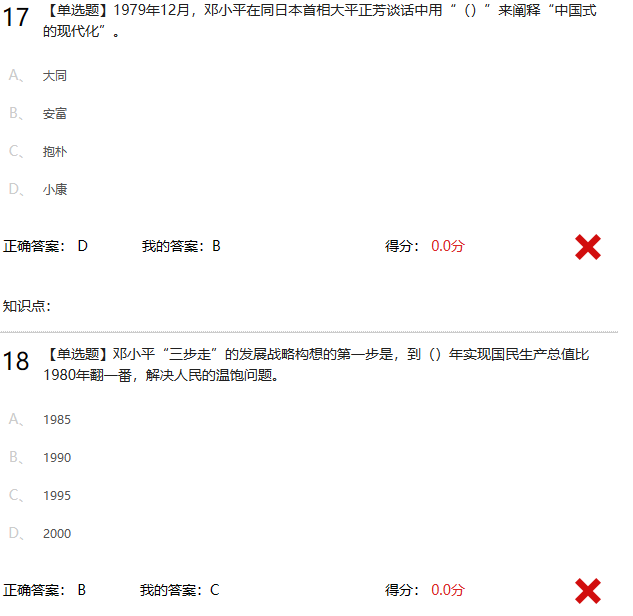 17 【单选题】1979年12月，邓小平在同日本首相大平正芳谈话中用“（）”来阐释“中国式
的现代化”。
A、 大同
B、 安富
C、 抱朴
D、 小康
正确答案： D 我的答案：B 得分： 0.0分
知识点：
18 【单选题】邓小平“三步走”的发展战略构想的第一步是，到（）年实现国民生产总值比
1980年翻一番，解决人民的温饱问题。
A、 1985
B、 1990
C、 1995
D、 2000
正确答案： B 我的答案：C 得分： 0.0分